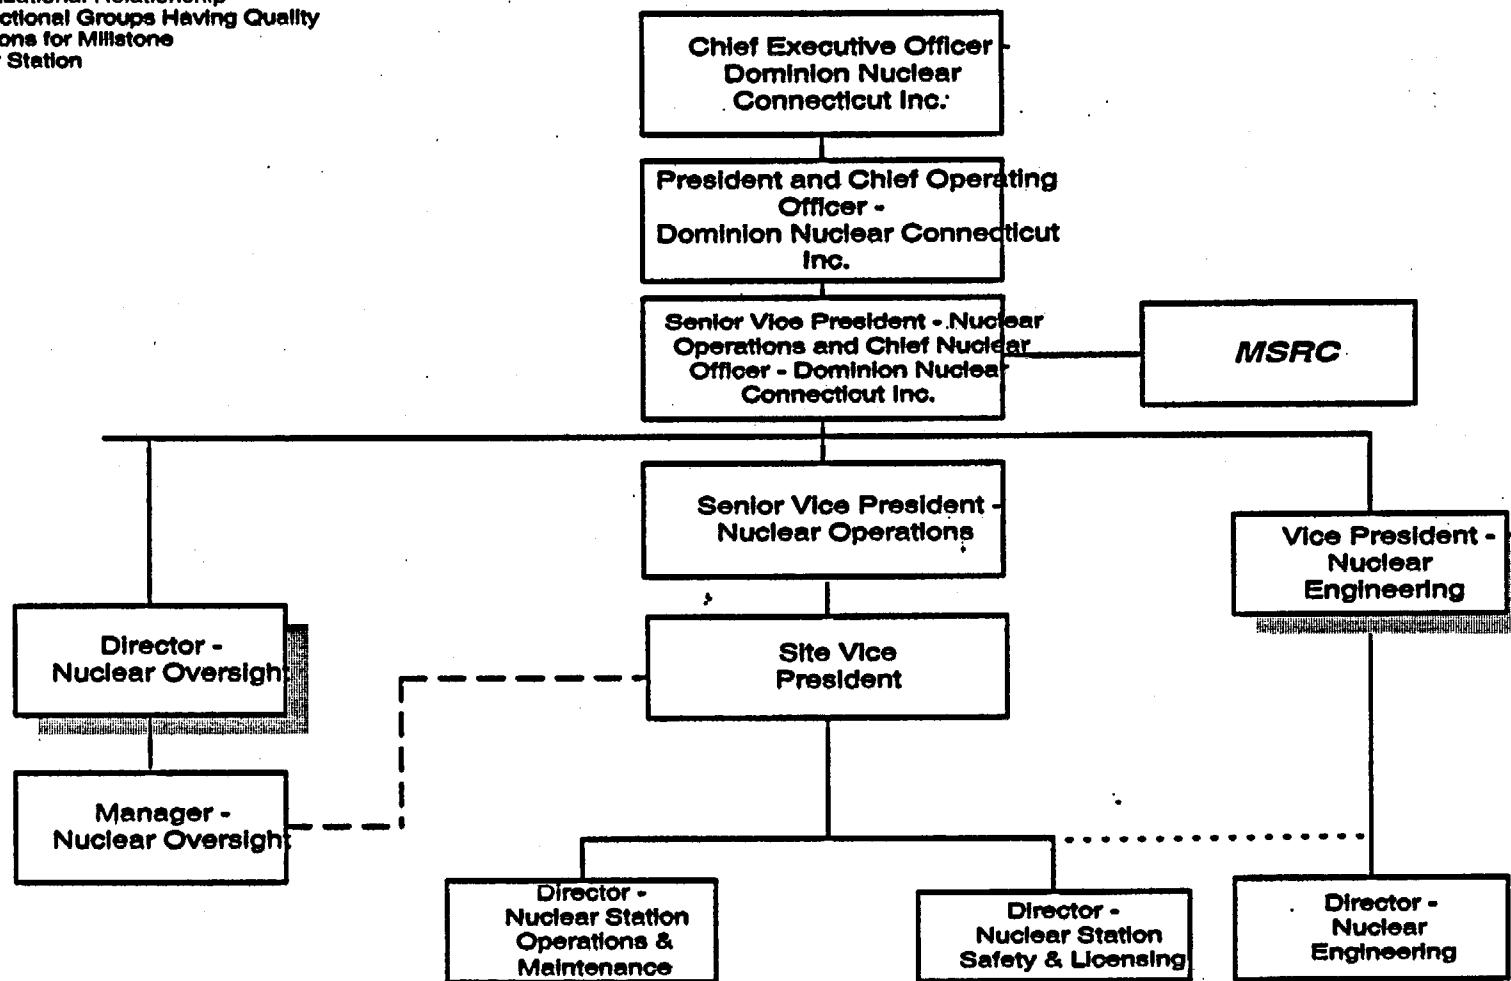 ctional Groups Having Quality
ons for Millstone
Station
Chief Executive Officer -
Dominion Nuclear
Connecticut Inc.
President and Chief Operating
Officer -
Dominion Nuclear Connecticut
Inc.
Senior Vice President - Nuclear
Operations and Chief Nuclear
Officer - Dominion Nuclear
Connecticut Inc.
MSRC
Senior Vice President -
Nuclear Operations
Vice President -
Nuclear
Engineering
Director -
Nuclear Oversight
Site Vice
President
Manager -
Nuclear Oversight
Director -
Nuclear Station
Operations &
Maintenance
Director -
Nuclear Station
Safety & Licensing
Director -
Nuclear
Engineering